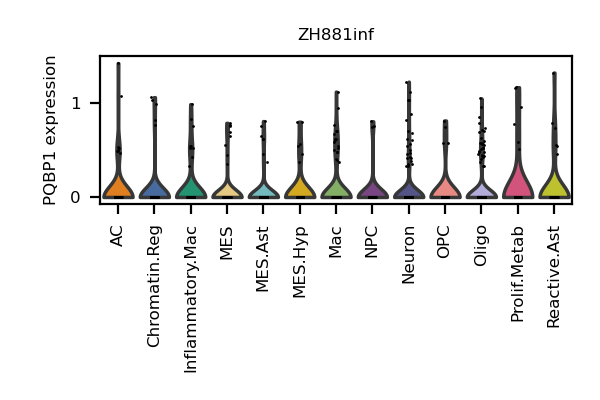 ZH881inf
PQBP1 expression
1
0
AC
Chromatin.Reg
Inflammatory.Mac
MES
MES.Ast
MES.Hyp
Mac
NPC
Neuron
OPC
Oligo
Prolif.Metab
Reactive.Ast